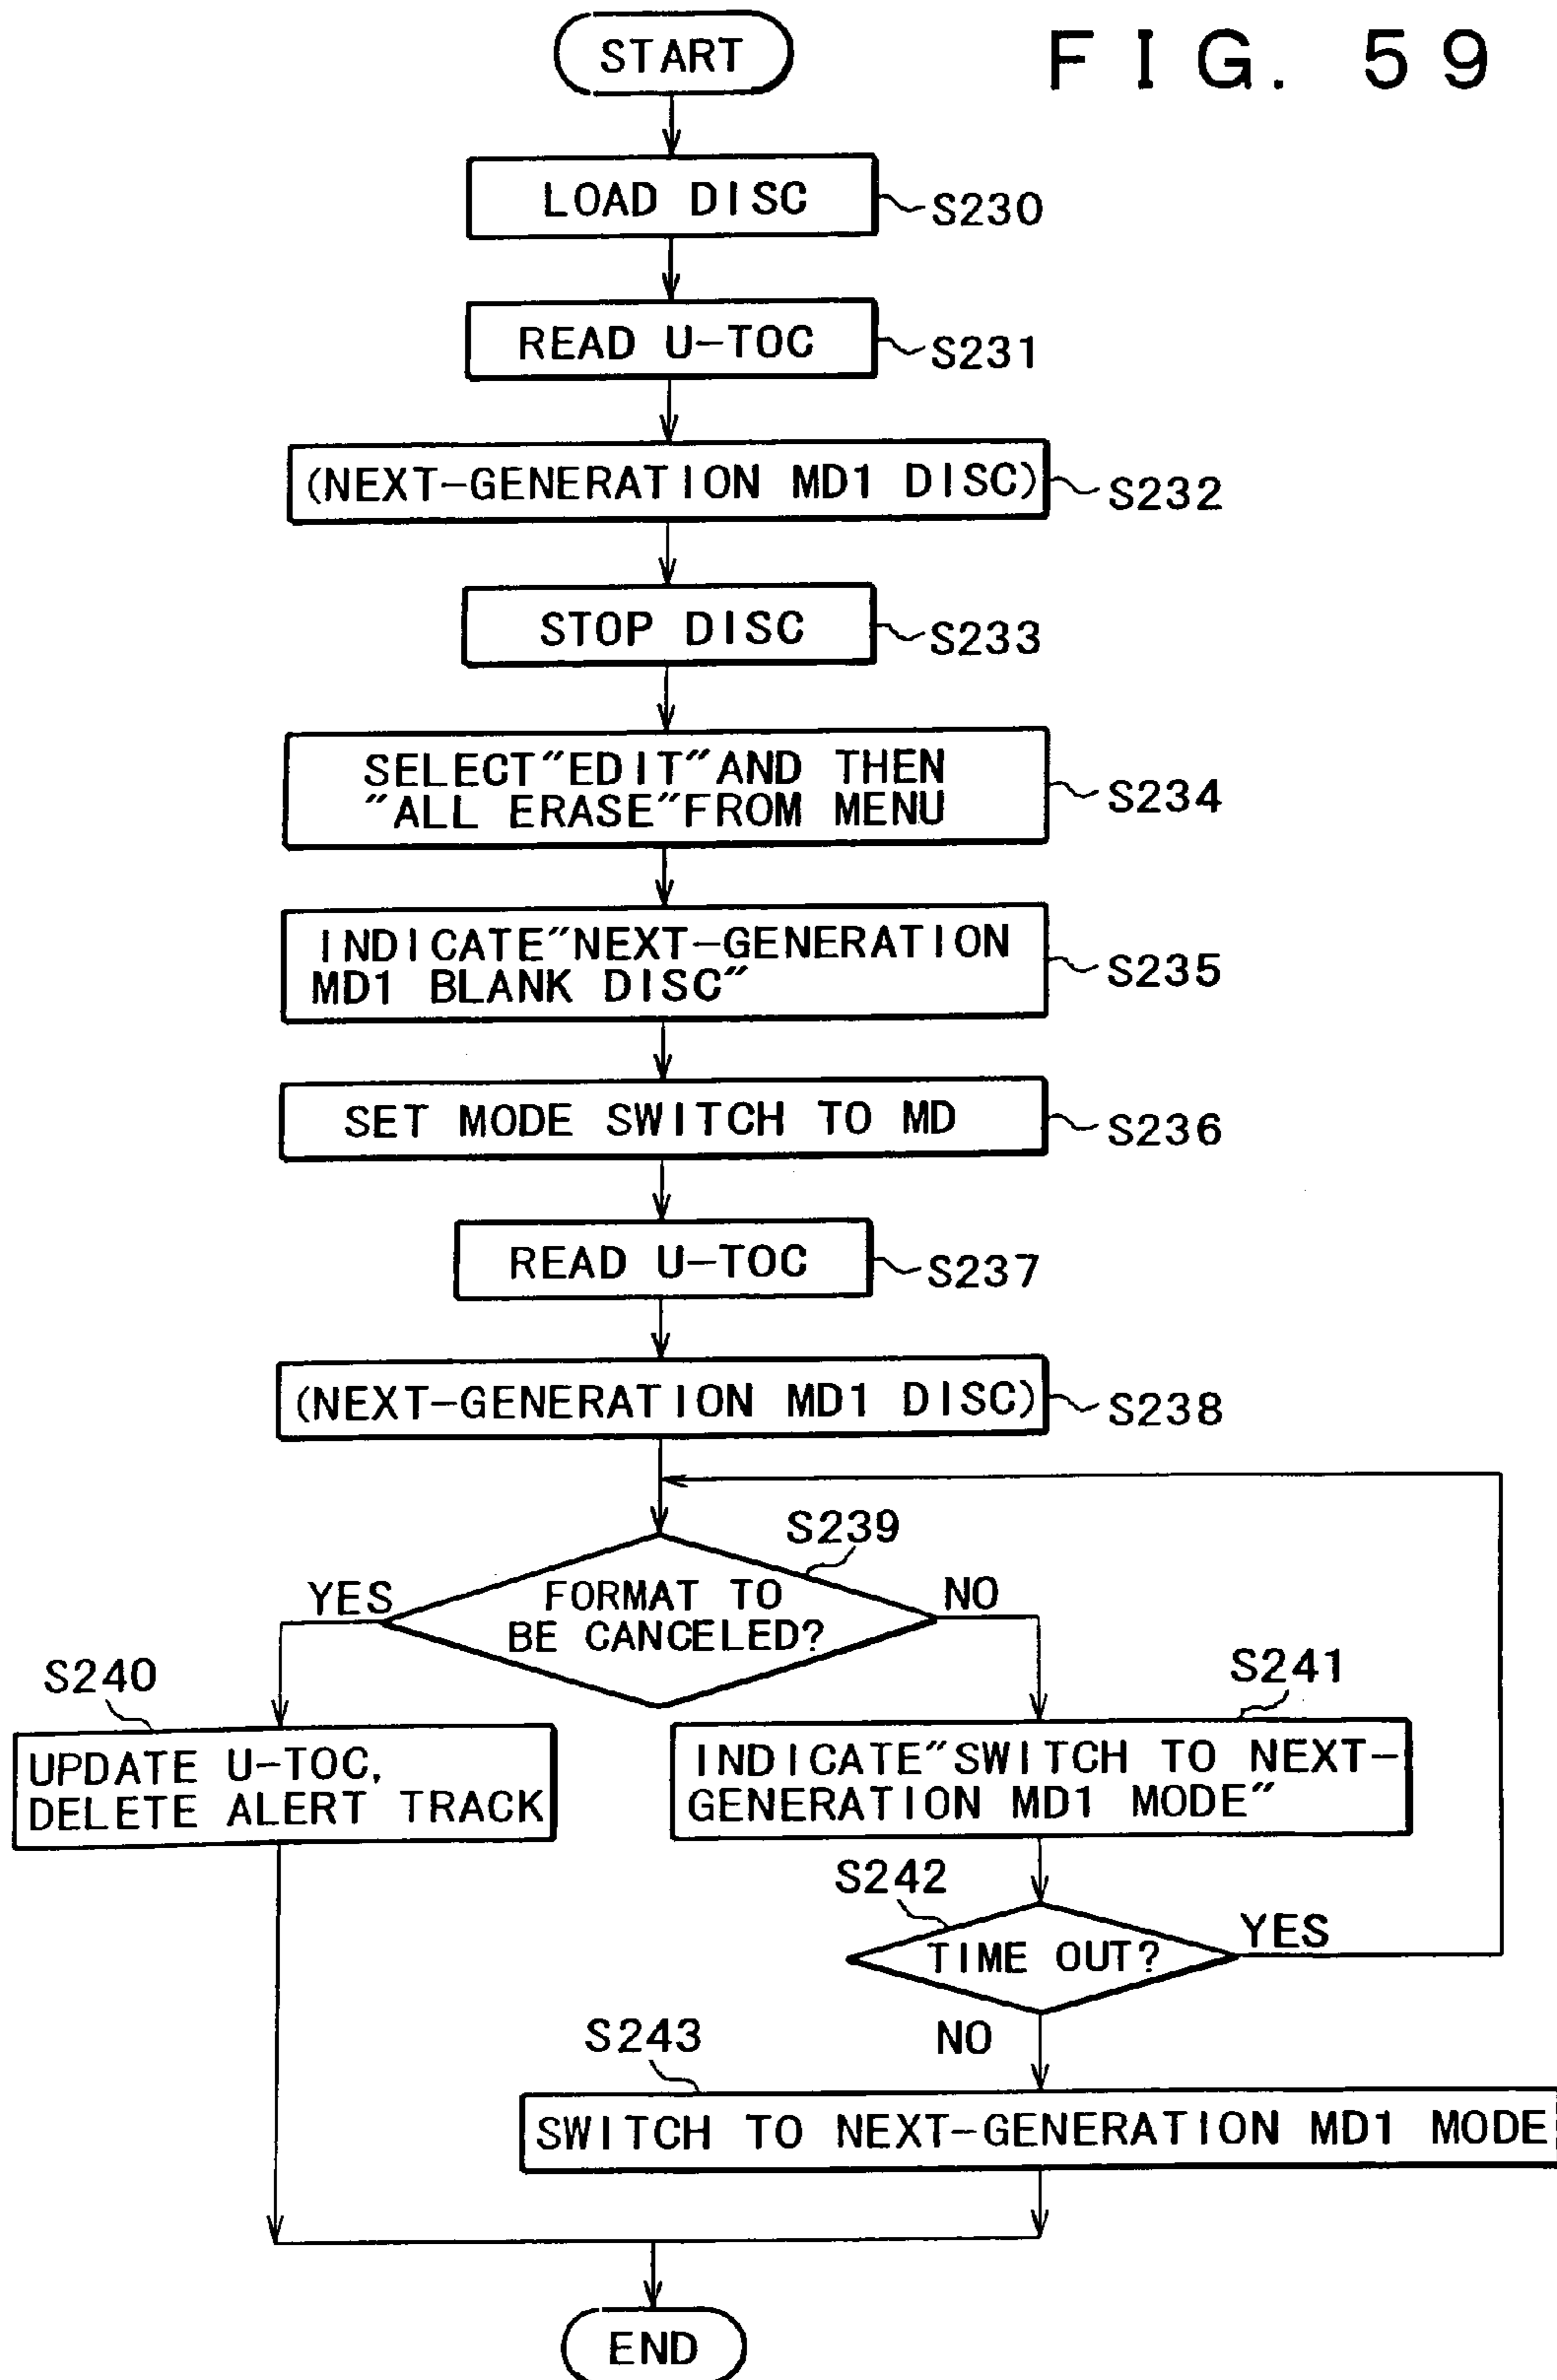 FIG. 59
START
LOAD DISC
S230
READ U-TOC
S231
(NEXT-GENERATION MD1 DISC)
S232
STOP DISC
S233
SELECT"EDIT"AND THEN
"ALL ERASE"FROM MENU
S234
INDICATE"NEXT-GENERATION
MD1 BLANK DISC"
S235
SET MODE SWITCH TO MD
S236
READ U-TOC
S237
(NEXT-GENERATION MD1 DISC)
S238
S239
FORMAT TO
BE CANCELED?
YES
NO
S240
UPDATE U-TOC,
DELETE ALERT TRACK
S241
INDICATE"SWITCH TO NEXT-
GENERATION MD1 MODE"
S242
TIME OUT?
YES
NO
S243
SWITCH TO NEXT-GENERATION MD1 MODE
END